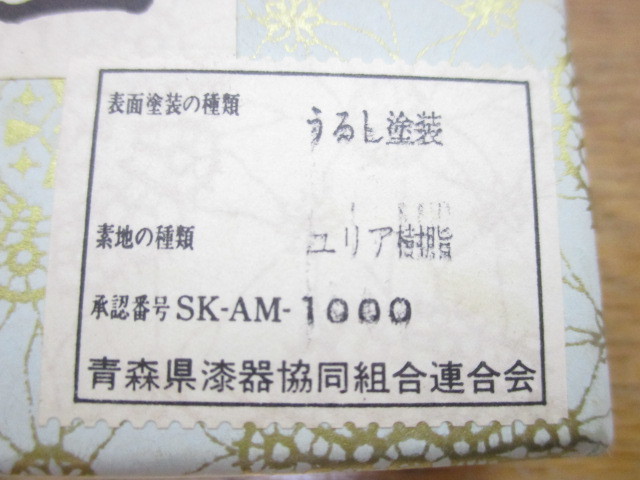 表面塗装の種類 うるし塗装
素地の種類 ユリア樹脂
承認番号 SK-AM-1000
青森県漆器協同組合連合会